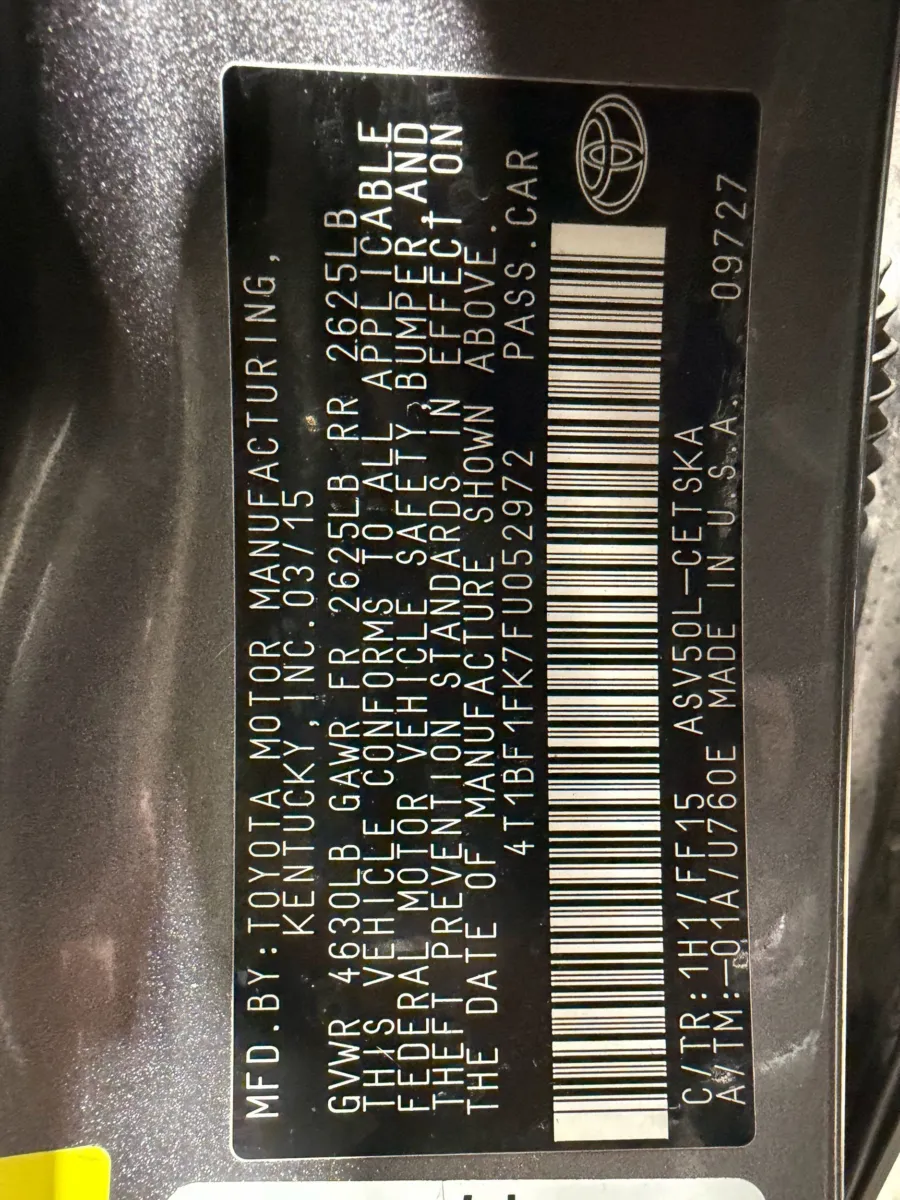 MFD.BY:TOYOTA MOTOR MANUFACTURING,
KENTUCKY,INC.03/15
GVWR 4630LB GAWR FR 2625LB RR 2625LB
THIS VEHICLE CONFORMS TO ALL APPLICABLE
FEDERAL MOTOR VEHICLE SAFETY,BUMPER,AND
THEFT PREVENTION STANDARDS IN EFFECT ON
THE DATE OF MANUFACTURE SHOWN ABOVE.
4T1BF1FK7FU052972 PASS.CAR
C/TR:1H1/FF15 ASV50L-CETSKA
A/TM:-01A/U760E MADE IN U.S.A. 09727